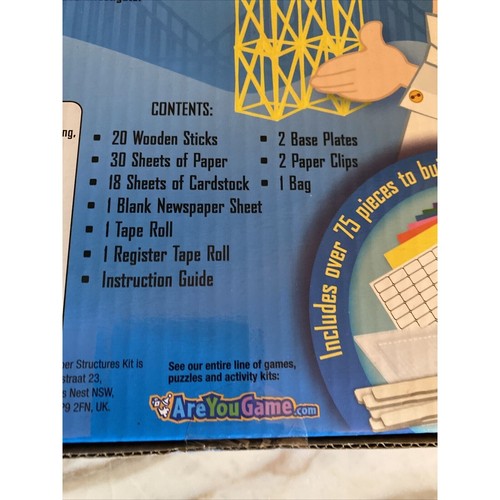 CONTENTS:
▪ 20 Wooden Sticks
▪ 30 Sheets of Paper
▪ 18 Sheets of Cardstock
▪ 1 Blank Newspaper Sheet
▪ 1 Tape Roll
▪ 1 Register Tape Roll
▪ Instruction Guide
▪ 2 Base Plates
▪ 2 Paper Clips
▪ 1 Bag
Includes over 75 pieces to bu
er Structures Kit is
straat 23,
s Nest NSW,
9 2FN, UK.
See our entire line of games,
puzzles and activity kits:
AreYouGame.com